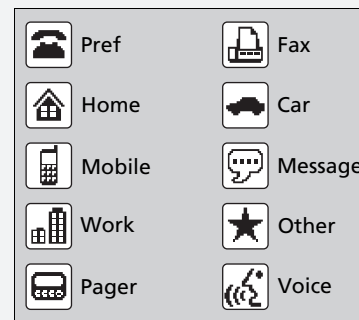 Pref
Fax
Home
Car
Mobile
Message
Work
Other
Pager
Voice